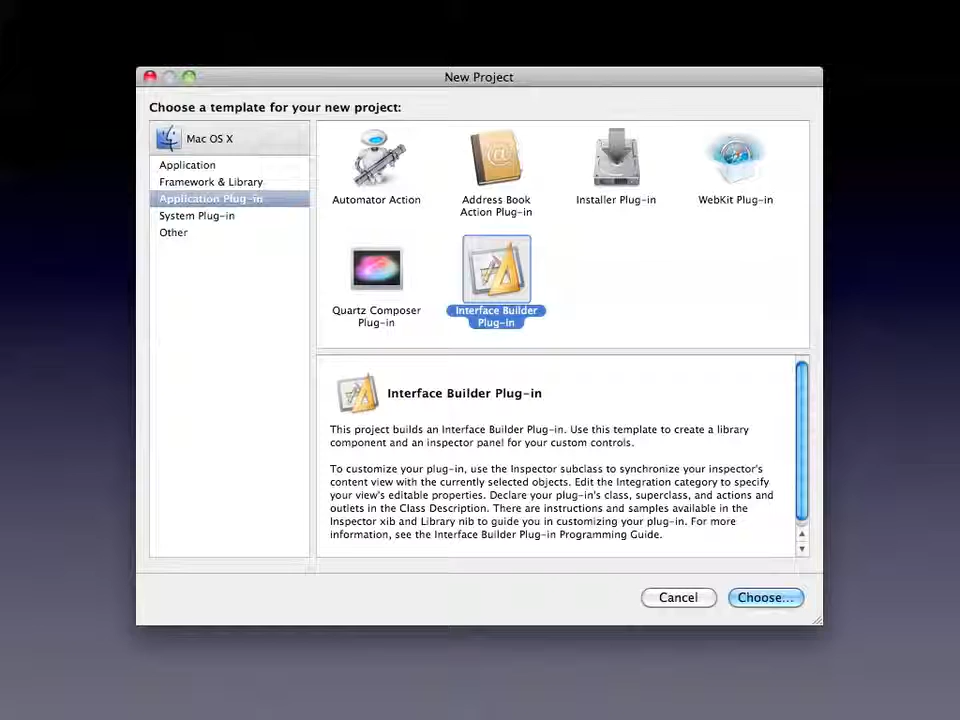 New Project
Choose a template for your new project:
Mac OS X
Application
Framework & Library
Application Plug-in
System Plug-in
Other
Automator Action
Address Book
Action Plug-in
Installer Plug-in
WebKit Plug-in
Quartz Composer
Plug-in
Interface Builder
Plug-in
Interface Builder Plug-in
This project builds an Interface Builder Plug-in. Use this template to create a library
component and an inspector panel for your custom controls.
To customize your plug-in, use the Inspector subclass to synchronize your inspector's
content view with the currently selected objects. Edit the Integration category to specify
your view's editable properties. Declare your plug-in's class, superclass, and actions and
outlets in the Class Description. There are instructions and samples available in the
Inspector xib and Library nib to guide you in customizing your plug-in. For more
information, see the Interface Builder Plug-in Programming Guide.
Cancel
Choose...